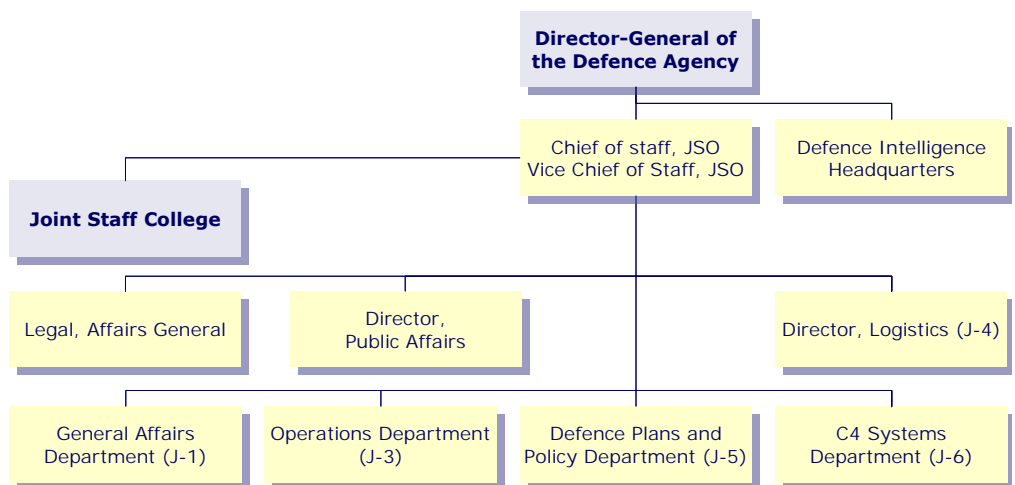 Director-General of
the Defence Agency
Chief of staff, JSO
Vice Chief of Staff, JSO
Defence Intelligence
Headquarters
Joint Staff College
Legal, Affairs General
Director,
Public Affairs
Director, Logistics (J-4)
General Affairs
Department (J-1)
Operations Department
(J-3)
Defence Plans and
Policy Department (J-5)
C4 Systems
Department (J-6)